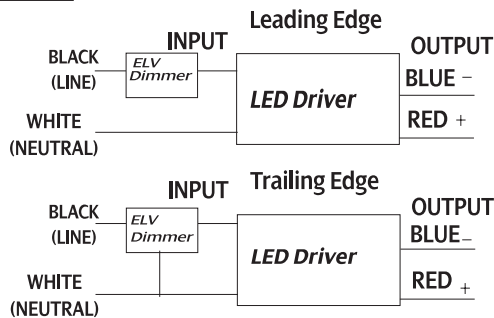 Leading Edge
INPUT
OUTPUT
BLACK
(LINE)
ELV
Dimmer
LED Driver
BLUE -
RED +
WHITE
(NEUTRAL)
Trailing Edge
INPUT
OUTPUT
BLACK
(LINE)
ELV
Dimmer
LED Driver
BLUE -
RED +
WHITE
(NEUTRAL)